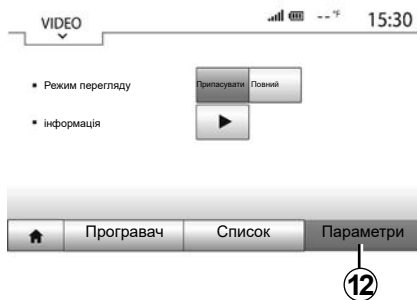 VIDEO --°F 15:30
Режим перегляду Припасувати Повний
інформація
Програвач Список Параметри
12